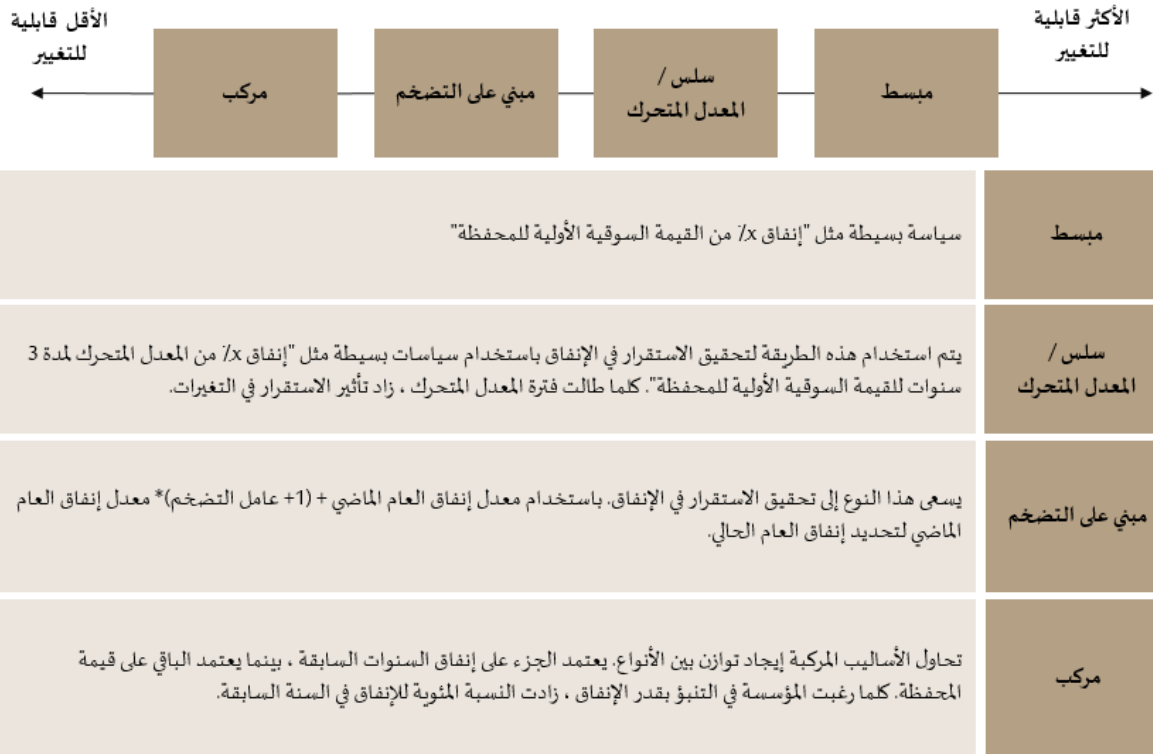 الأكثر قابلية
للتغيير
مبسط
سلس /
المعدل المتحرك
مبني على التضخم
مركب
الأقل قابلية
للتغيير
مبسط
سياسة بسيطة مثل "إنفاق x٪ من القيمة السوقية الأولية للمحفظة"
سلس /
المعدل المتحرك
يتم استخدام هذه الطريقة لتحقيق الاستقرار في الإنفاق باستخدام سياسات بسيطة مثل "إنفاق x٪ من المعدل المتحرك لمدة 3
سنوات للقيمة السوقية الأولية للمحفظة". كلما طالت فترة المعدل المتحرك ، زاد تأثير الاستقرار في التغيرات.
مبني على التضخم
يسعى هذا النوع إلى تحقيق الاستقرار في الإنفاق. باستخدام معدل إنفاق العام الماضي + (1+ عامل التضخم)* معدل إنفاق العام
الماضي لتحديد إنفاق العام الحالي.
مركب
تحاول الأساليب المركبة إيجاد توازن بين الأنواع. يعتمد الجزء على إنفاق السنوات السابقة ، بينما يعتمد الباقي على قيمة
المحفظة. كلما رغبت المؤسسة في التنبؤ بقدر الإنفاق ، زادت النسبة المئوية للإنفاق في السنة السابقة.